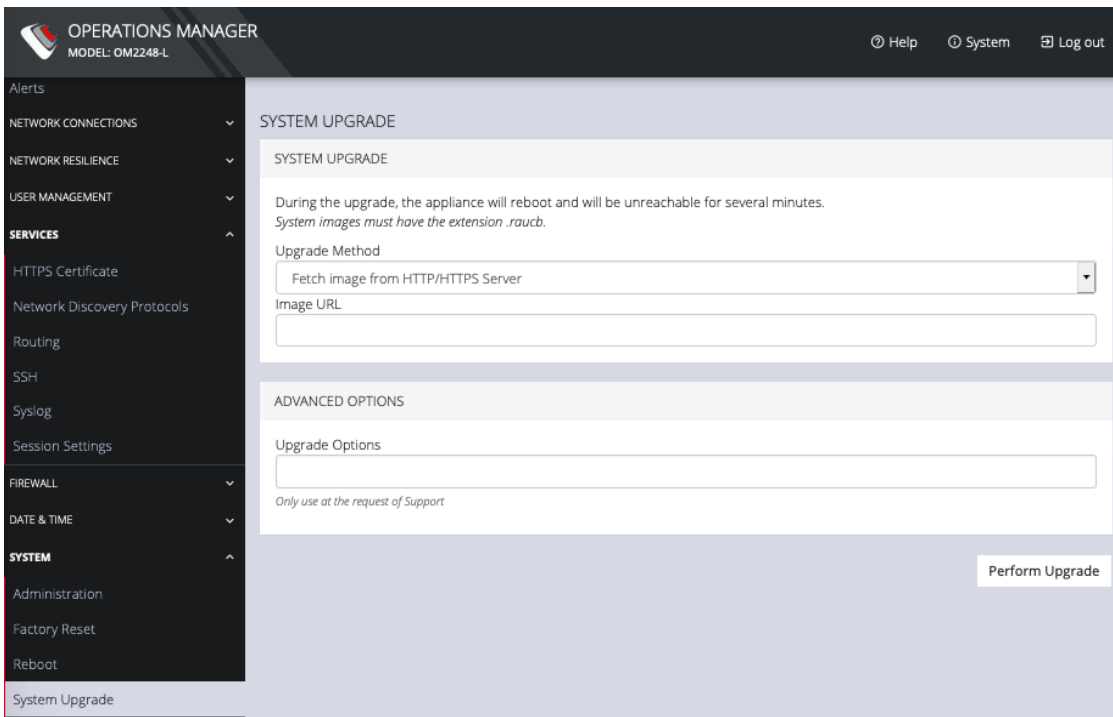 OPERATIONS MANAGER
MODEL: OM2248-L
Help
System
Log out
Alerts
NETWORK CONNECTIONS
NETWORK RESILIENCE
USER MANAGEMENT
SERVICES
HTTPS Certificate
Network Discovery Protocols
Routing
SSH
Syslog
Session Settings
FIREWALL
DATE & TIME
SYSTEM
Administration
Factory Reset
Reboot
System Upgrade
SYSTEM UPGRADE
SYSTEM UPGRADE
During the upgrade, the appliance will reboot and will be unreachable for several minutes.
System images must have the extension .raucb.
Upgrade Method
Fetch image from HTTP/HTTPS Server
Image URL
ADVANCED OPTIONS
Upgrade Options
Only use at the request of Support
Perform Upgrade